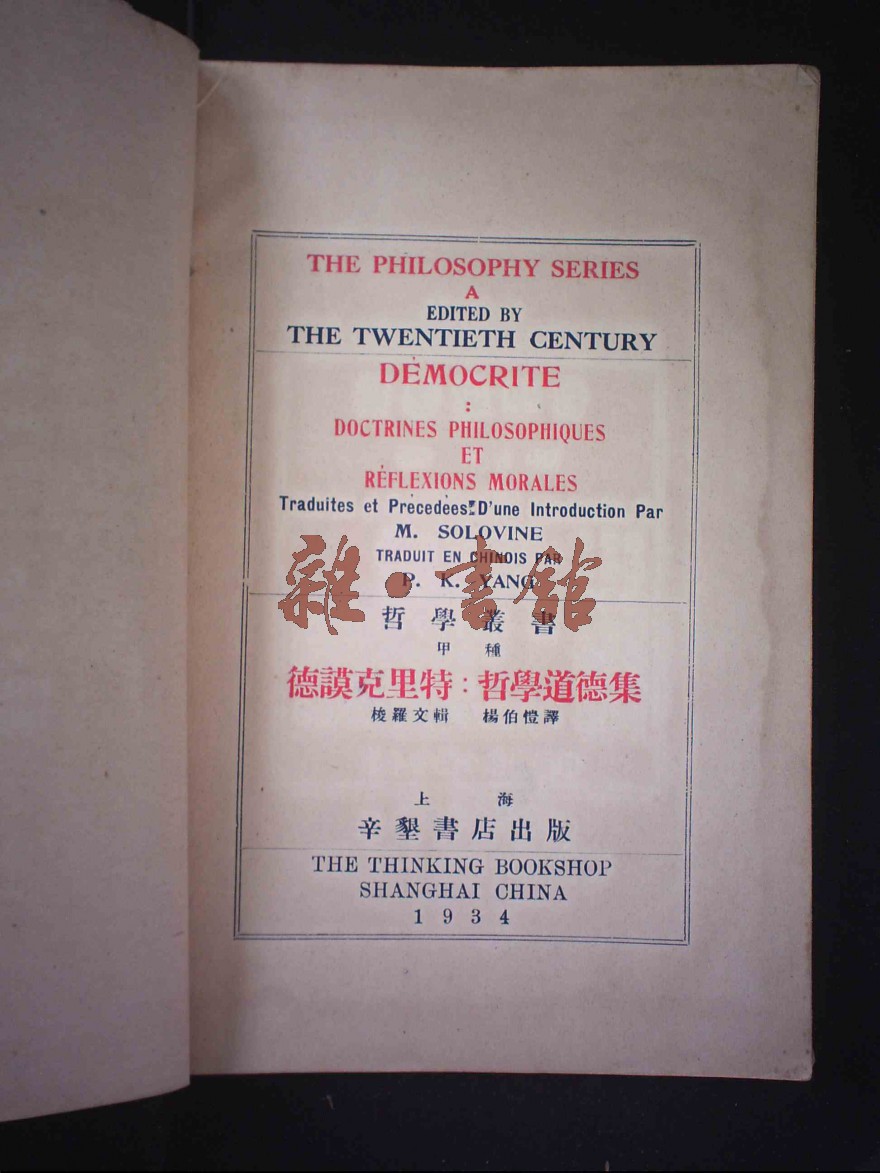 THE PHILOSOPHY SERIES
A
EDITED BY
THE TWENTIETH CENTURY
DÉMOCRITE
:
DOCTRINES PHILOSOPHIQUES
ET
RÉFLEXIONS MORALES
Traduites et Précédées D'une Introduction Par
M. SOLOVINE
TRADUIT EN CHINOIS PAR
P. K. YANG
雜·書館
哲學叢書
甲種
德謨克里特：哲學道德集
梭羅文輯 楊伯愷譯
上海
辛墾書店出版
THE THINKING BOOKSHOP
SHANGHAI CHINA
1934